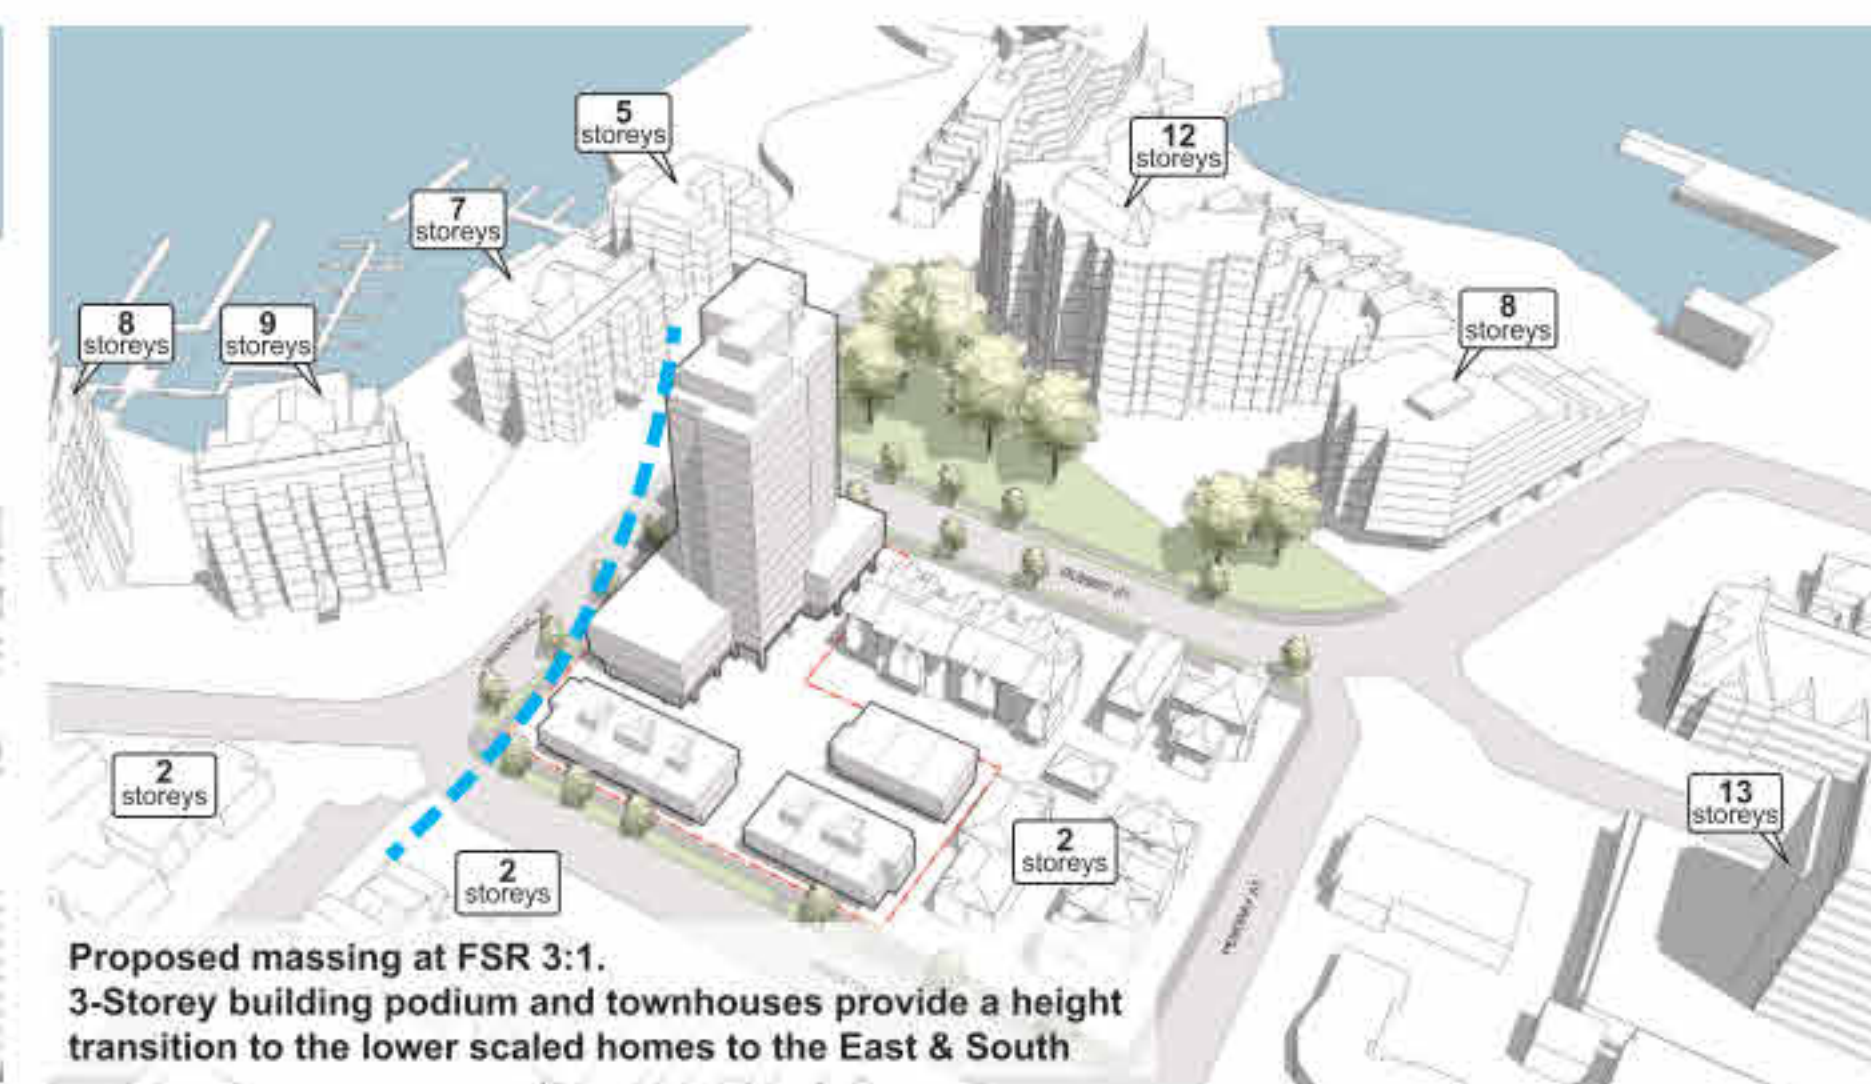 5
storeys
12
storeys
7
storeys
8
storeys
9
storeys
8
storeys
2
storeys
13
storeys
2
storeys
2
storeys
Proposed massing at FSR 3:1.
3-Storey building podium and townhouses provide a height
transition to the lower scaled homes to the East & South